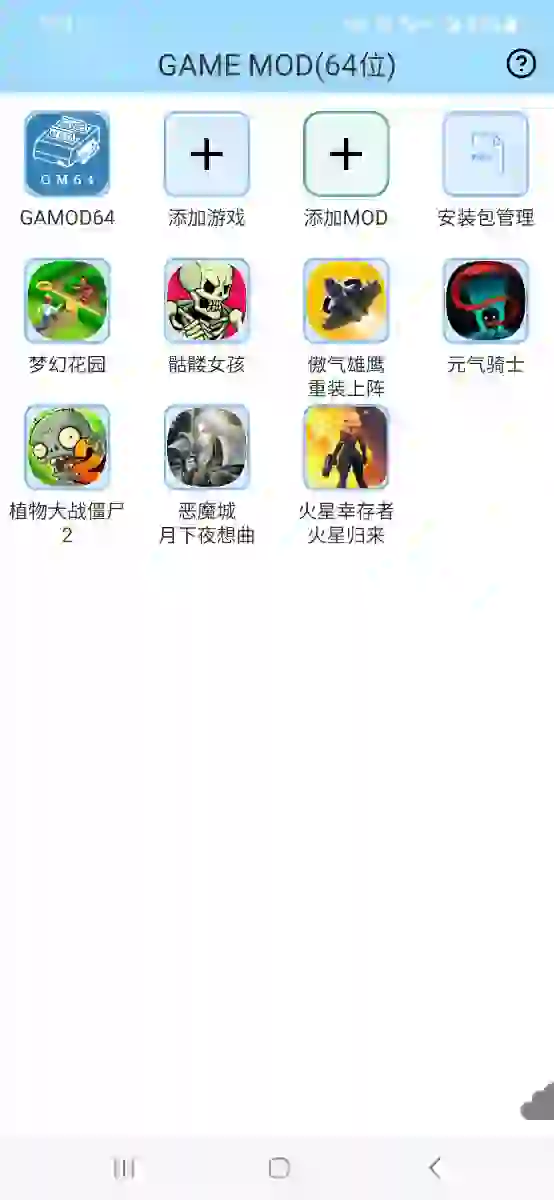 GAME MOD(64位)
GM64
GAMOD64
添加游戏
添加MOD
安装包管理
梦幻花园
骷髅女孩
傲气雄鹰
重装上阵
元气骑士
植物大战僵尸
2
恶魔城
月下夜想曲
火星幸存者
火星归来